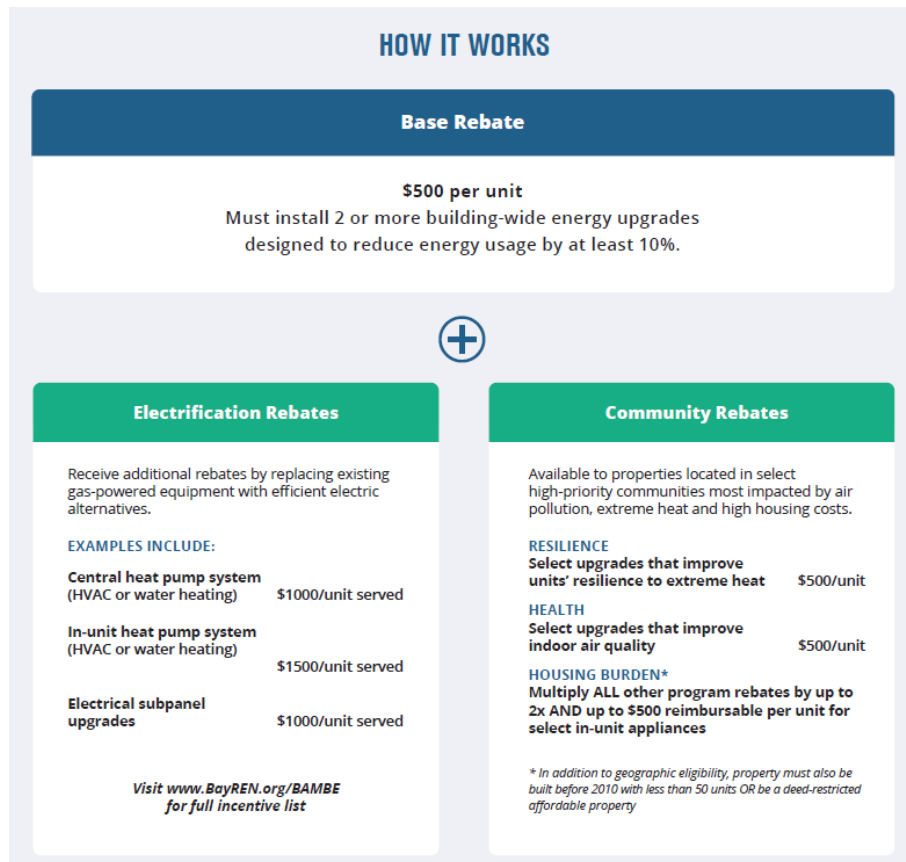 HOW IT WORKS
Base Rebate
$500 per unit
Must install 2 or more building-wide energy upgrades
designed to reduce energy usage by at least 10%.
Electrification Rebates
Receive additional rebates by replacing existing
gas-powered equipment with efficient electric
alternatives.
EXAMPLES INCLUDE:
Central heat pump system
(HVAC or water heating) $1000/unit served
In-unit heat pump system
(HVAC or water heating)
$1500/unit served
Electrical subpanel
upgrades $1000/unit served
Visit www.BayREN.org/BAMBE
for full incentive list
Community Rebates
Available to properties located in select
high-priority communities most impacted by air
pollution, extreme heat and high housing costs.
RESILIENCE
Select upgrades that improve
units' resilience to extreme heat $500/unit
HEALTH
Select upgrades that improve
indoor air quality $500/unit
HOUSING BURDEN*
Multiply ALL other program rebates by up to
2x AND up to $500 reimbursable per unit for
select in-unit appliances
* In addition to geographic eligibility, property must also be
built before 2010 with less than 50 units OR be a deed-restricted
affordable property